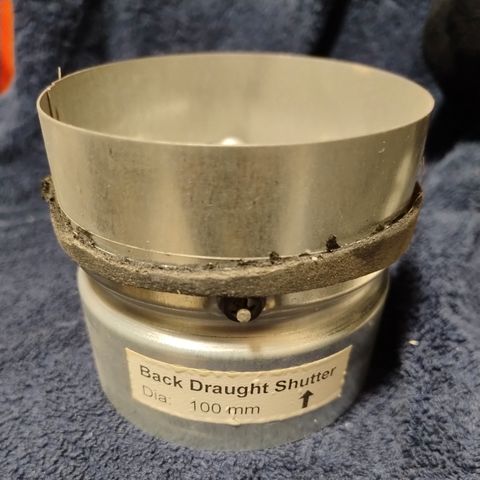 Back Draught Shutter
Dia: 100 mm ↑